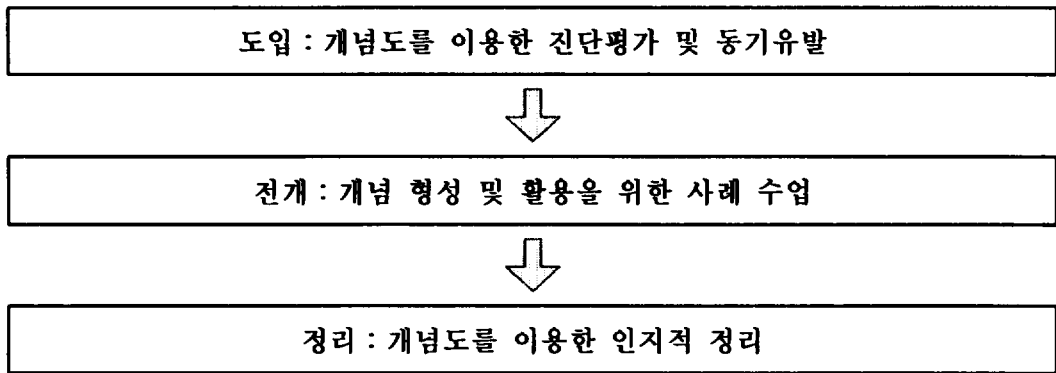 도입 : 개념도를 이용한 진단평가 및 동기유발
전개 : 개념 형성 및 활용을 위한 사례 수업
정리 : 개념도를 이용한 인지적 정리